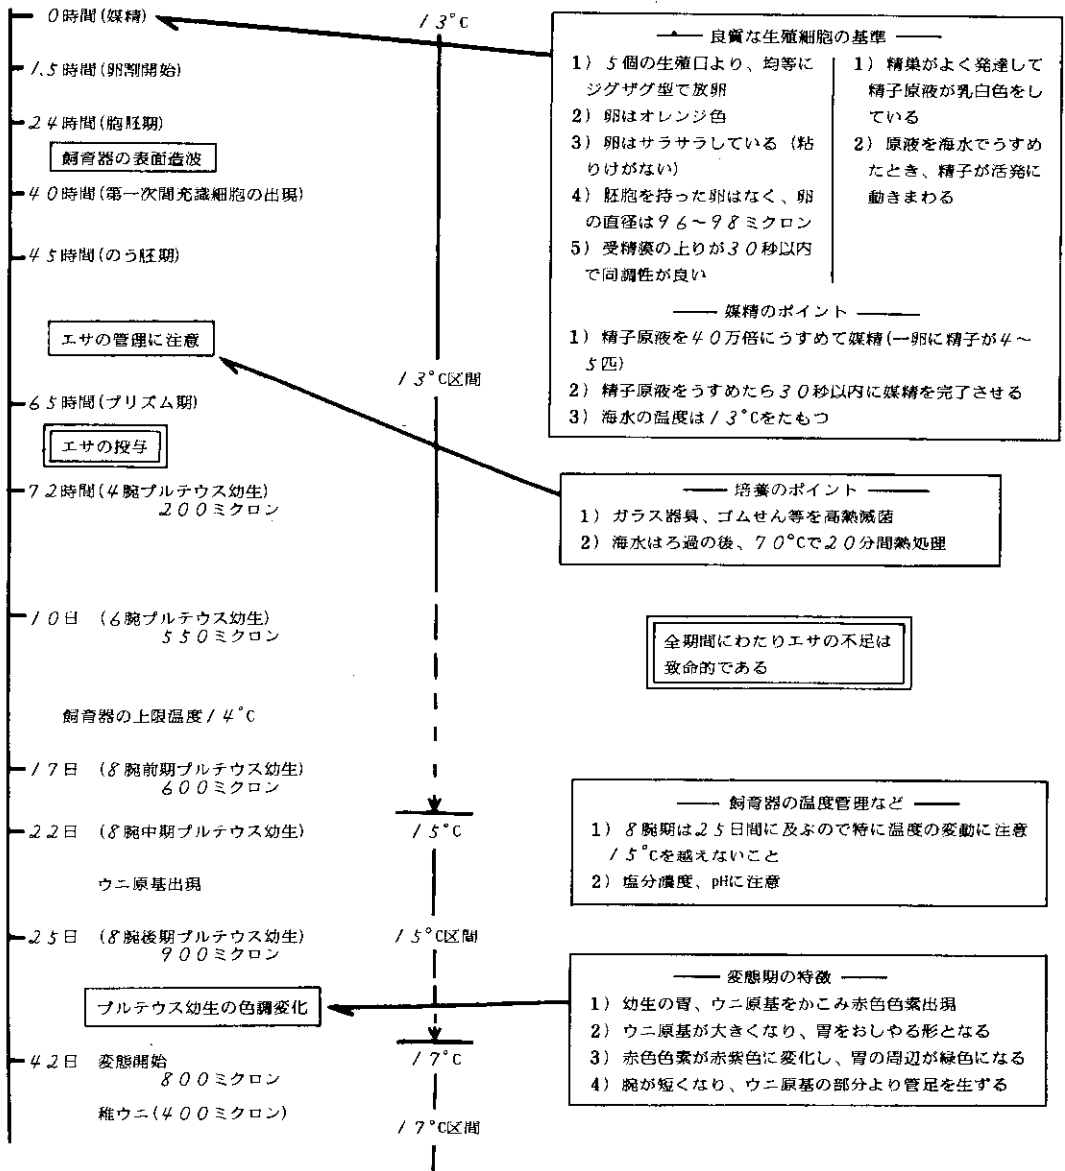 0時間(媒精)
1.5時間(卵割開始)
24時間(胞胚期)
飼育器の表面造波
40時間(第一次間充識細胞の出現)
45時間(のう胚期)
エサの管理に注意
65時間(プリズム期)
エサの投与
72時間(4腕プルテウス幼生)
200ミクロン
10日 (6腕プルテウス幼生)
550ミクロン
飼育器の上限温度14°C
17日 (8腕前期プルテウス幼生)
600ミクロン
22日 (8腕中期プルテウス幼生)
ウニ原基出現
25日 (8腕後期プルテウス幼生)
900ミクロン
プルテウス幼生の色調変化
42日 変態開始
800ミクロン
稚ウニ(400ミクロン)
13°C
13°C区間
15°C
15°C区間
17°C
17°C区間
良質な生殖細胞の基準
1) 5個の生殖口より、均等に
ジグザグ型で放卵
2) 卵はオレンジ色
3) 卵はサラサラしている (粘
りけがない)
4) 胚胞を持った卵はなく、卵
の直径は96〜98ミクロン
5) 受精膜の上りが30秒以内
で同調性が良い
1) 精巣がよく発達して
精子原液が乳白色をし
ている
2) 原液を海水でうすめ
たとき、精子が活発に
動きまわる
媒精のポイント
1) 精子原液を40万倍にうすめて媒精(一卵に精子が4〜
5匹)
2) 精子原液をうすめたら30秒以内に媒精を完了させる
3) 海水の温度は13°Cをたもつ
培養のポイント
1) ガラス器具、ゴムせん等を高熱滅菌
2) 海水はろ過の後、70°Cで20分間熱処理
全期間にわたりエサの不足は
致命的である
飼育器の温度管理など
1) 8腕期は25日間に及ぶので特に温度の変動に注意
15°Cを越えないこと
2) 塩分濃度、pHに注意
変態期の特徴
1) 幼生の胃、ウニ原基をかこみ赤色色素出現
2) ウニ原基が大きくなり、胃をおしやる形となる
3) 赤色色素が赤紫色に変化し、胃の周辺が緑色になる
4) 腕が短くなり、ウニ原基の部分より管足を生ずる